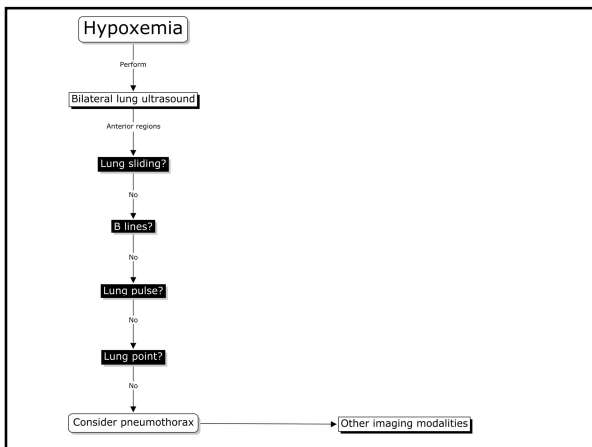 Hypoxemia
Perform
Bilateral lung ultrasound
Anterior regions
Lung sliding?
No
B lines?
No
Lung pulse?
No
Lung point?
No
Consider pneumothorax
Other imaging modalities